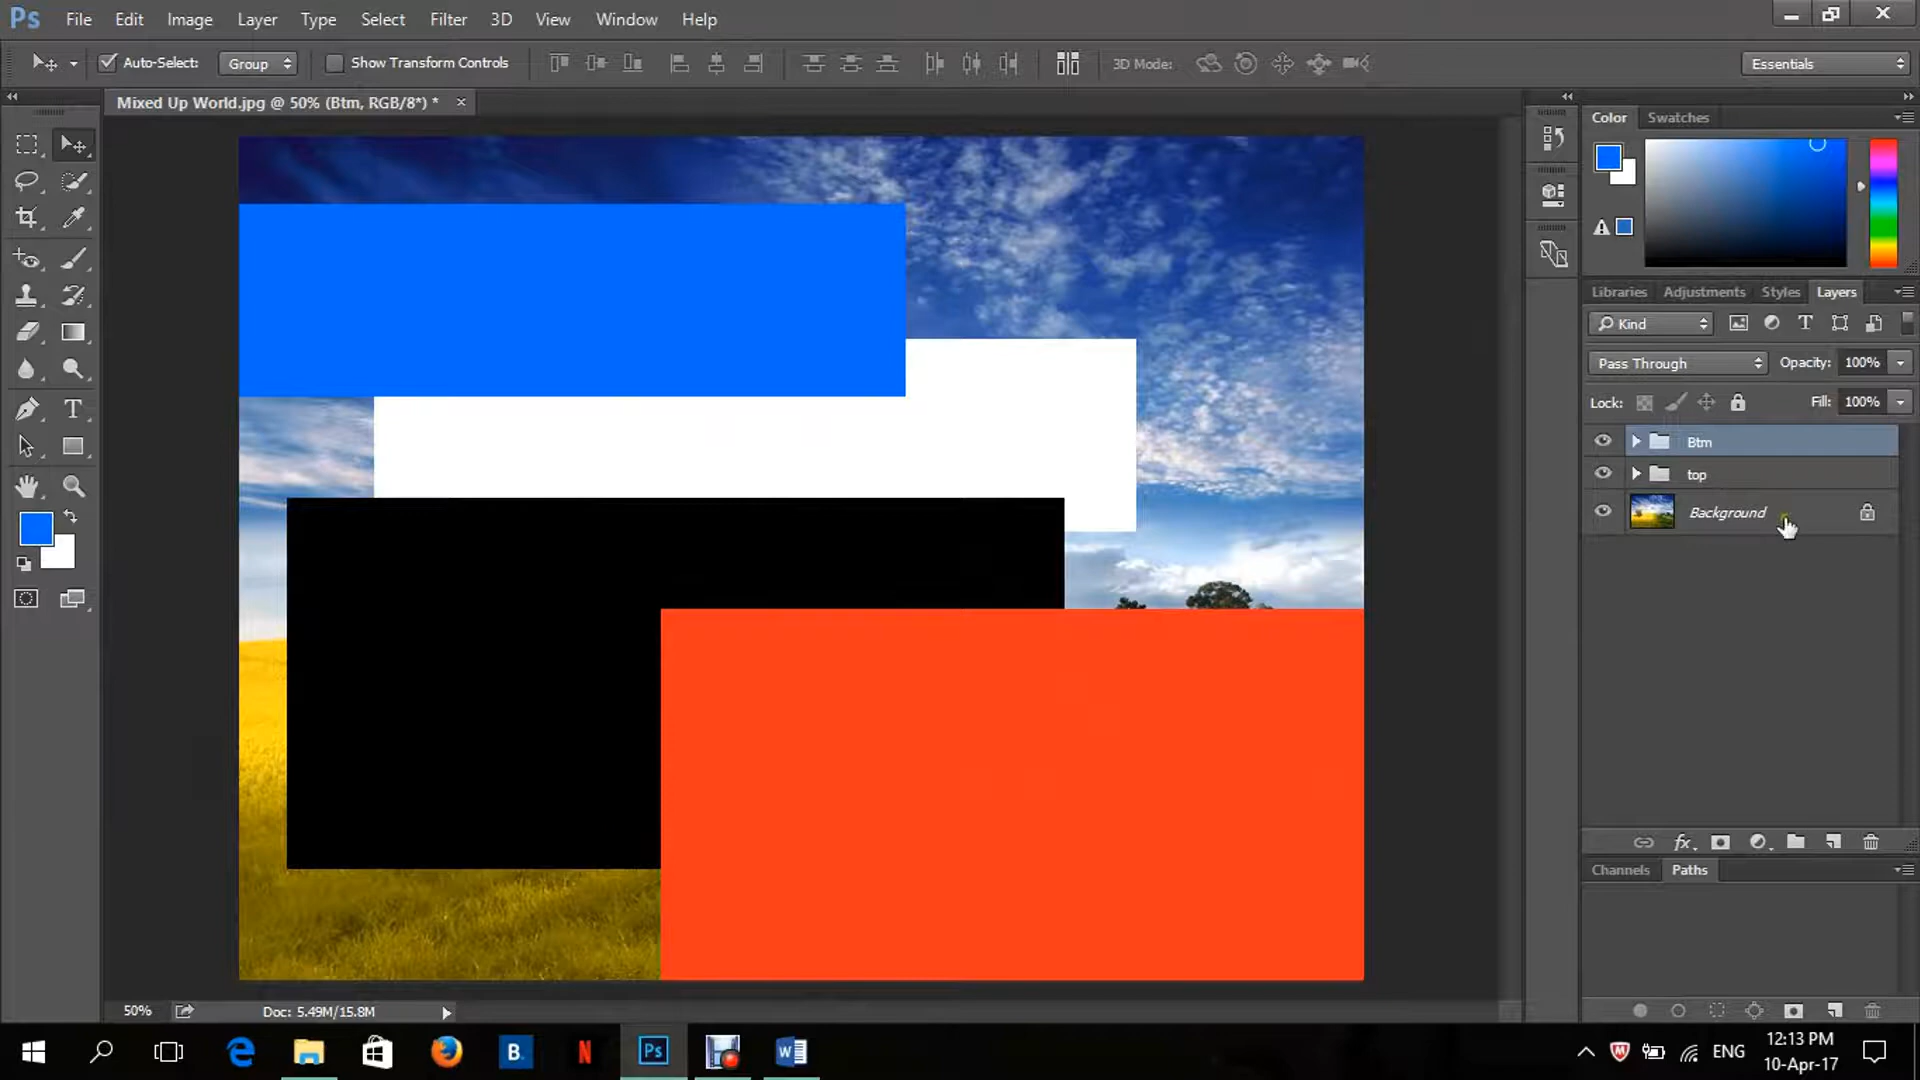 Ps File Edit Image Layer Type Select Filter 3D View Window Help
Auto-Select: Group Show Transform Controls 3D Mode: Essentials
Mixed Up World.jpg @ 50% (Btm, RGB/8*) * ×
Color Swatches
Libraries Adjustments Styles Layers
Kind
Pass Through Opacity: 100%
Lock: Fill: 100%
Btm
top
Background
Channels Paths
50% Doc: 5.49M/15.8M
B. N Ps W ENG 12:13 PM
10-Apr-17